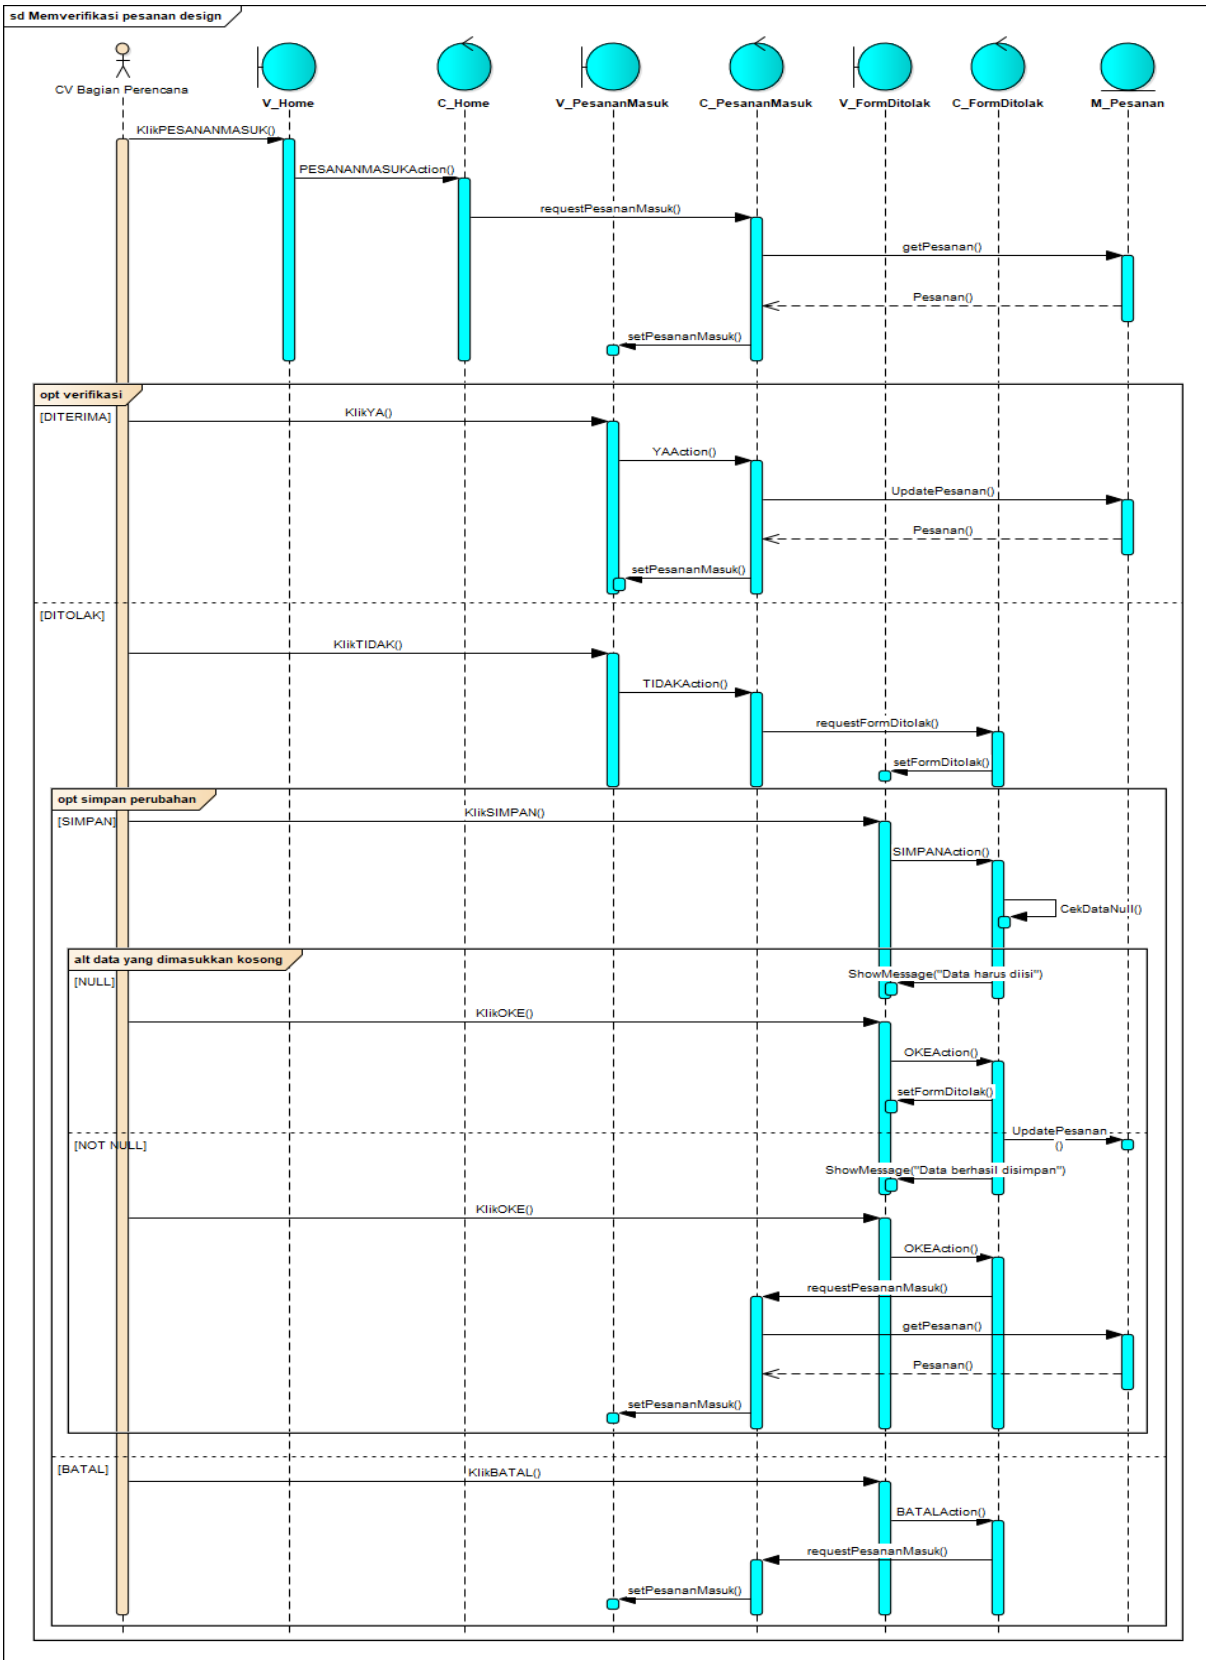 sd Memverifikasi pesanan design
CV Bagian Perencana
V_Home
C_Home
V_PesananMasuk
C_PesananMasuk
V_FormDitolak
C_FormDitolak
M_Pesanan
KlikPESANANMASUK()
PESANANMASUKAction()
requestPesananMasuk()
getPesanan()
Pesanan()
setPesananMasuk()
opt verifikasi
[DITERIMA]
KlikYA()
YAAction()
UpdatePesanan()
Pesanan()
setPesananMasuk()
[DITOLAK]
KlikTIDAK()
TIDAKAction()
requestFormDitolak()
setFormDitolak()
opt simpan perubahan
[SIMPAN]
KlikSIMPAN()
SIMPANAction()
CekDataNull()
alt data yang dimasukkan kosong
[NULL]
ShowMessage("Data harus diisi")
KlikOKE()
OKEAction()
setFormDitolak()
[NOT NULL]
UpdatePesanan
()
ShowMessage("Data berhasil disimpan")
KlikOKE()
OKEAction()
requestPesananMasuk()
getPesanan()
Pesanan()
setPesananMasuk()
[BATAL]
KlikBATAL()
BATALAction()
requestPesananMasuk()
setPesananMasuk()